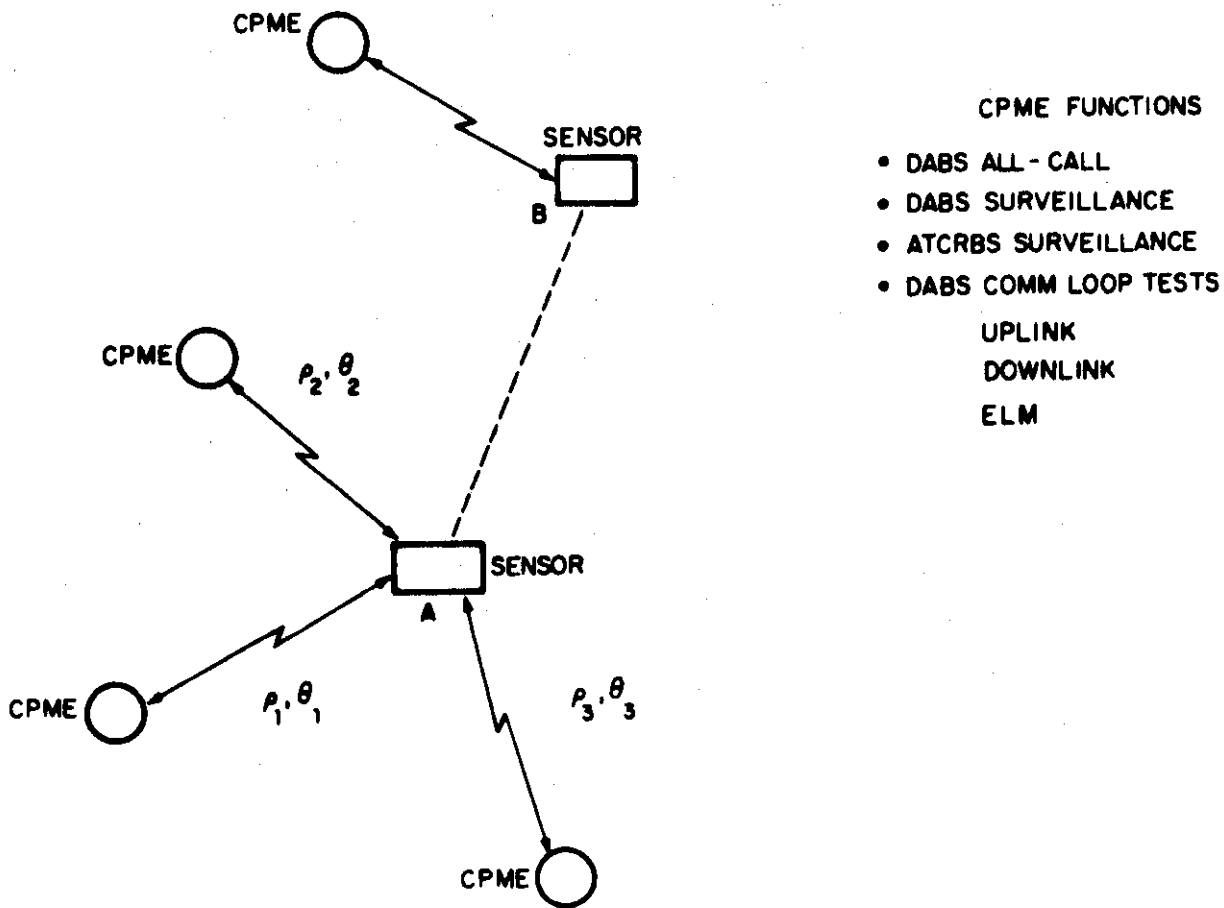 CPME
SENSOR
B
CPME
ρ₂, θ₂
SENSOR
A
CPME
ρ₁, θ₁
ρ₃, θ₃
CPME
CPME FUNCTIONS
• DABS ALL-CALL
• DABS SURVEILLANCE
• ATCRBS SURVEILLANCE
• DABS COMM LOOP TESTS
UPLINK
DOWNLINK
ELM